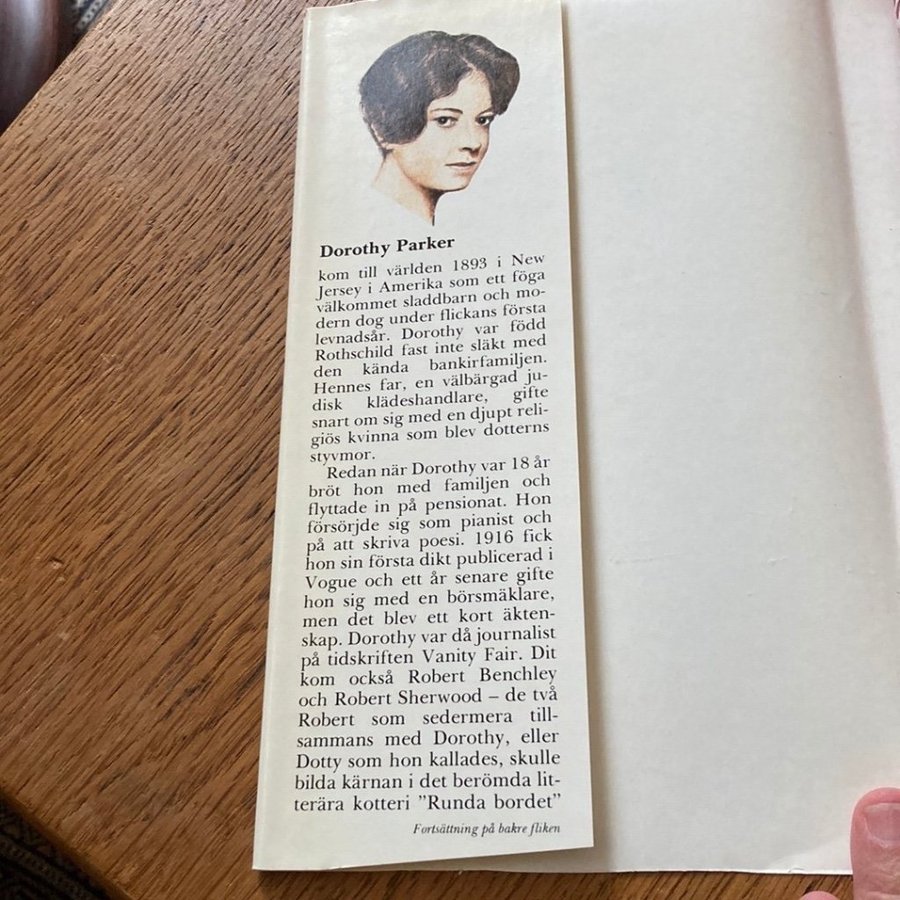 Dorothy Parker
kom till världen 1893 i New
Jersey i Amerika som ett föga
välkommet sladdbarn och mo-
dern dog under flickans första
levnadsår. Dorothy var född
Rothschild fast inte släkt med
den kända bankirfamiljen.
Hennes far, en välbärgad ju-
disk klädeshandlare, gifte
snart om sig med en djupt reli-
giös kvinna som blev dotterns
styvmor.
Redan när Dorothy var 18 år
bröt hon med familjen och
flyttade in på pensionat. Hon
försörjde sig som pianist och
på att skriva poesi. 1916 fick
hon sin första dikt publicerad i
Vogue och ett år senare gifte
hon sig med en börsmäklare,
men det blev ett kort äkten-
skap. Dorothy var då journalist
på tidskriften Vanity Fair. Dit
kom också Robert Benchley
och Robert Sherwood – de två
Robert som sedermera till-
sammans med Dorothy, eller
Dotty som hon kallades, skulle
bilda kärnan i det berömda lit-
terära kotteri ”Runda bordet”
Fortsättning på bakre fliken